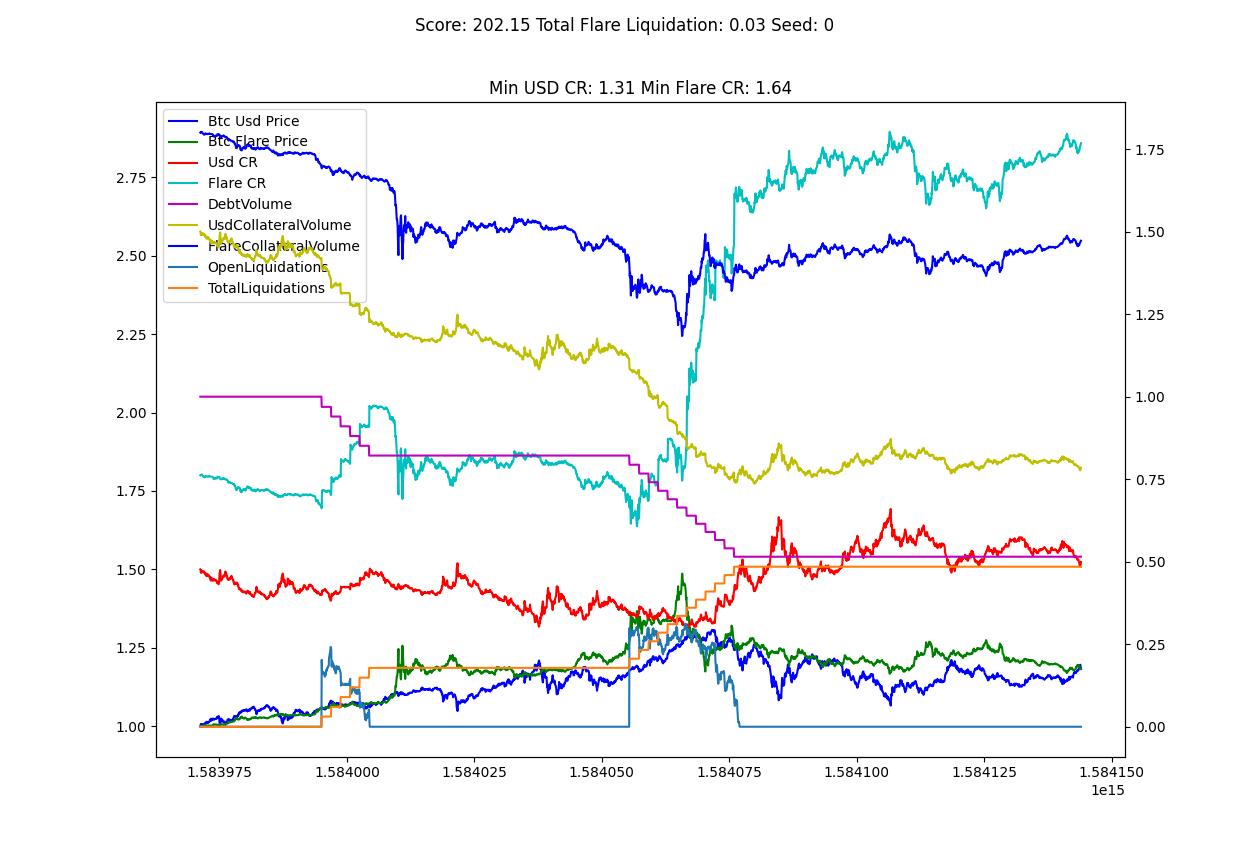 Score: 202.15 Total Flare Liquidation: 0.03 Seed: 0
Min USD CR: 1.31 Min Flare CR: 1.64
Btc Usd Price
Btc Flare Price
Usd CR
Flare CR
DebtVolume
UsdCollateralVolume
FlareCollateralVolume
OpenLiquidations
TotalLiquidations
2.75
2.50
2.25
2.00
1.75
1.50
1.25
1.00
1.75
1.50
1.25
1.00
0.75
0.50
0.25
0.00
1.583975 1.584000 1.584025 1.584050 1.584075 1.584100 1.584125 1.584150
1e15